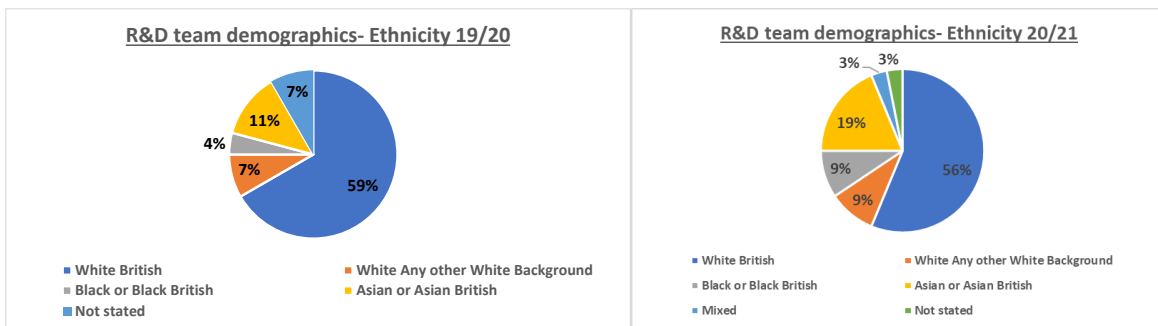 R&D team demographics- Ethnicity 19/20
7%
11%
4%
7%
59%
White British
White Any other White Background
Black or Black British
Asian or Asian British
Not stated
R&D team demographics- Ethnicity 20/21
3%
3%
19%
9%
9%
56%
White British
White Any other White Background
Black or Black British
Asian or Asian British
Mixed
Not stated